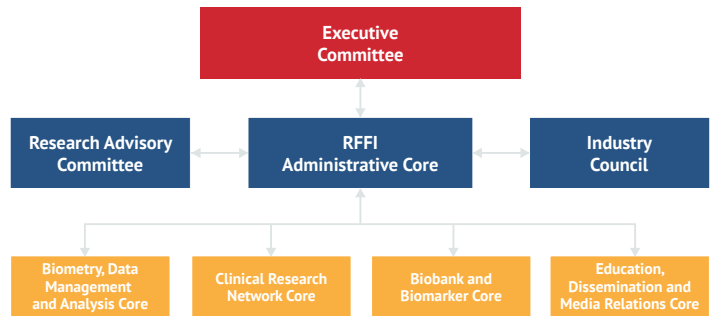 Executive
Committee
Research Advisory
Committee
RFFI
Administrative Core
Industry
Council
Biometry, Data
Management
and Analysis Core
Clinical Research
Network Core
Biobank and
Biomarker Core
Education,
Dissemination and
Media Relations Core